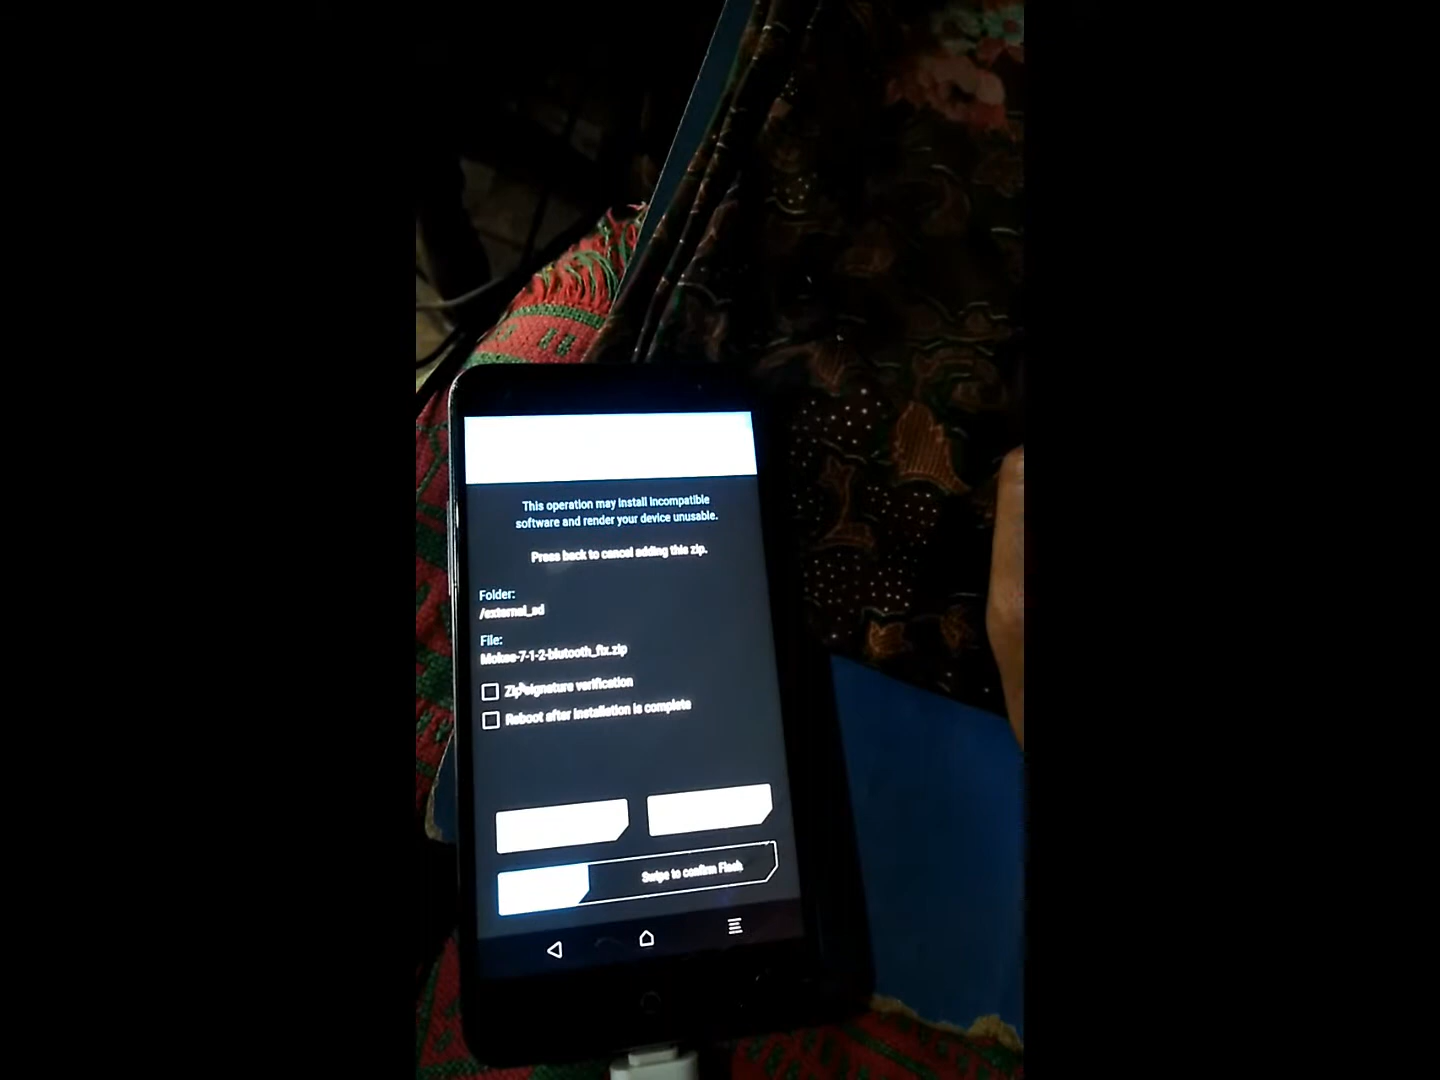 This operation may install incompatible
software and render your device unusable.
Press back to cancel adding this zip.
Folder:
/external_sd
File:
Mokee-7-1-2-blutooth_fix.zip
Zip signature verification
Reboot after installation is complete
Swipe to confirm Flash